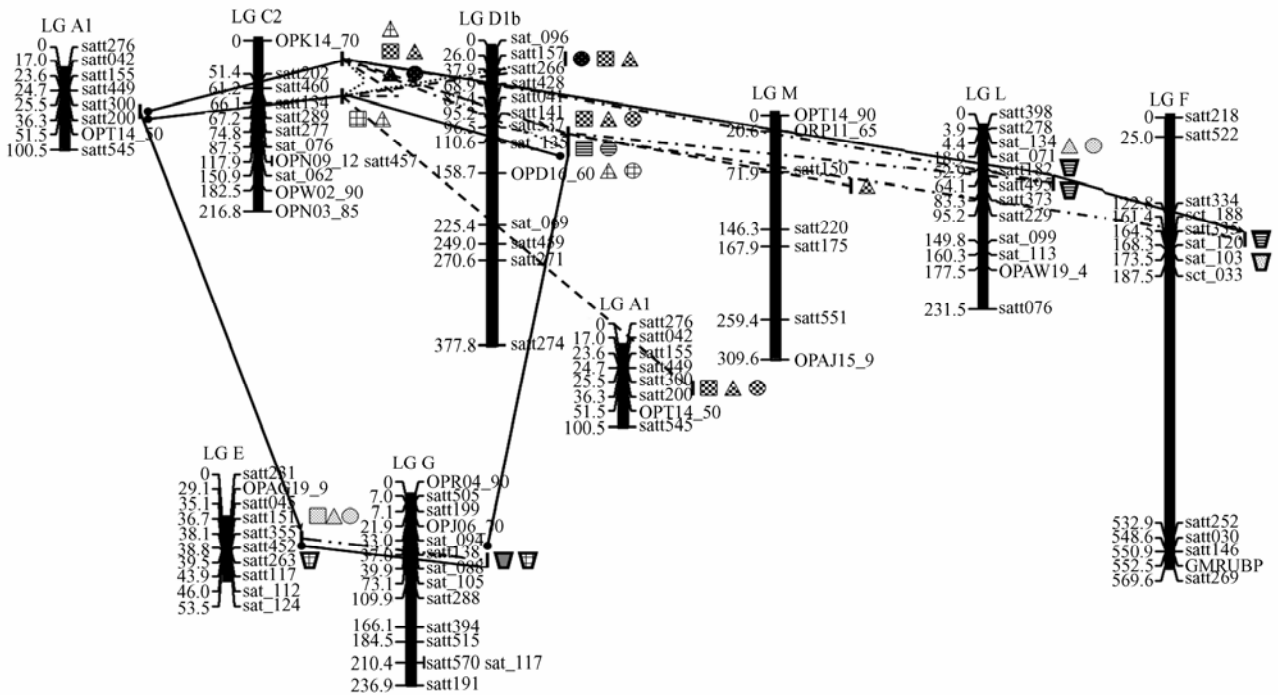 LG A1
0 satt276
17.0 satt042
23.6 satt155
24.7 satt449
25.5 satt300
36.3 satt200
51.5 OPT14_50
100.5 satt545
LG C2
0 OPK14_70
51.4 satt202
61.2 satt460
66.1 satt134
67.2 satt289
74.8 satt277
87.5 sat_076
117.9 OPN09_12 satt457
150.9 sat_062
182.5 OPW02_90
216.8 OPN03_85
LG D1b
0 sat_096
26.0 satt157
37.9 satt266
68.9 satt428
satt041
95.2 satt141
96.5 satt537
110.6 sat_135
158.7 OPD16_60
225.4 sat_069
249.0 satt459
270.6 satt271
377.8 satt274
LG A1
0 satt276
17.0 satt042
23.6 satt155
24.7 satt449
25.5 satt300
36.3 satt200
51.5 OPT14_50
100.5 satt545
LG M
0 OPT14_90
20.6 ORP11_65
71.9 satt150
146.3 satt220
167.9 satt175
259.4 satt551
309.6 OPAJ15_9
LG L
0 satt398
3.9 satt278
4.4 sat_134
18.9 sat_071
52.9 satt182
64.1 satt495
83.3 satt373
95.2 satt229
149.8 sat_099
160.3 sat_113
177.5 OPAW19_4
231.5 satt076
LG F
0 satt218
25.0 satt522
122.8 satt334
161.4 sct_188
164.5 satt335
168.3 sat_120
173.5 sat_103
187.5 sct_033
532.9 satt252
548.6 satt030
550.9 satt146
552.5 GMRUBP
569.6 satt269
LG E
0 satt231
29.1 OPAG19_9
35.1 satt045
36.7 satt151
38.1 satt355
38.8 satt452
39.5 satt263
43.9 satt117
46.0 sat_112
53.5 sat_124
LG G
0 OPR04_90
7.0 satt505
7.1 satt199
21.9 OPJ06_70
33.0 sat_094
37.0 satt138
39.9 sat_088
73.1 sat_105
109.9 satt288
166.1 satt394
184.5 satt515
210.4 satt570 sat_117
236.9 satt191